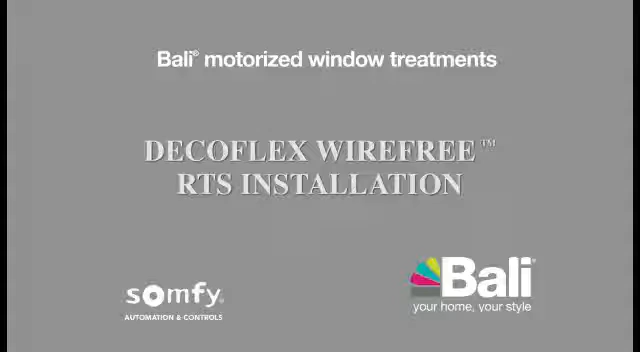 Bali® motorized window treatments
DECOFLEX WIREFREE™
RTS INSTALLATION
somfy®
AUTOMATION & CONTROLS
Bali®
your home, your style